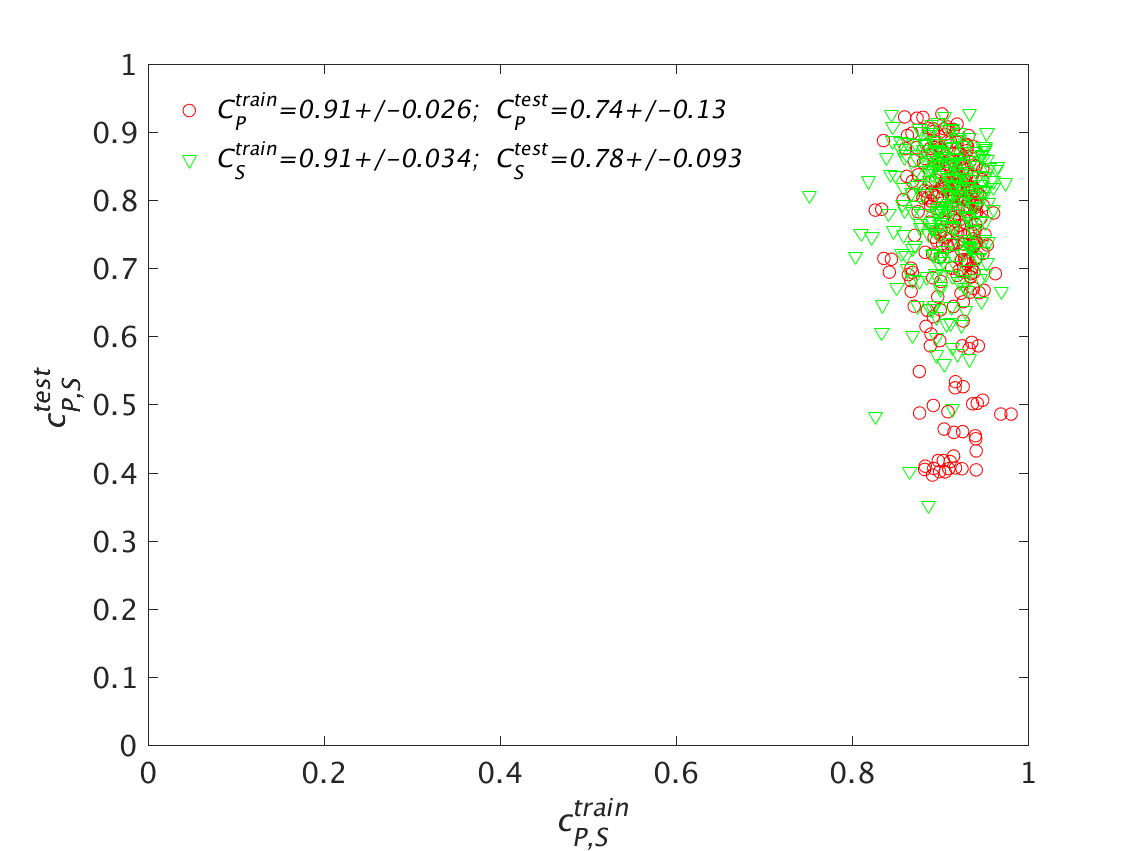 1
0.9
0.8
0.7
0.6
0.5
0.4
0.3
0.2
0.1
0
C_P^train=0.91+/-0.026; C_P^test=0.74+/-0.13
C_S^train=0.91+/-0.034; C_S^test=0.78+/-0.093
c_P,S^test
0 0.2 0.4 0.6 0.8 1
c_P,S^train